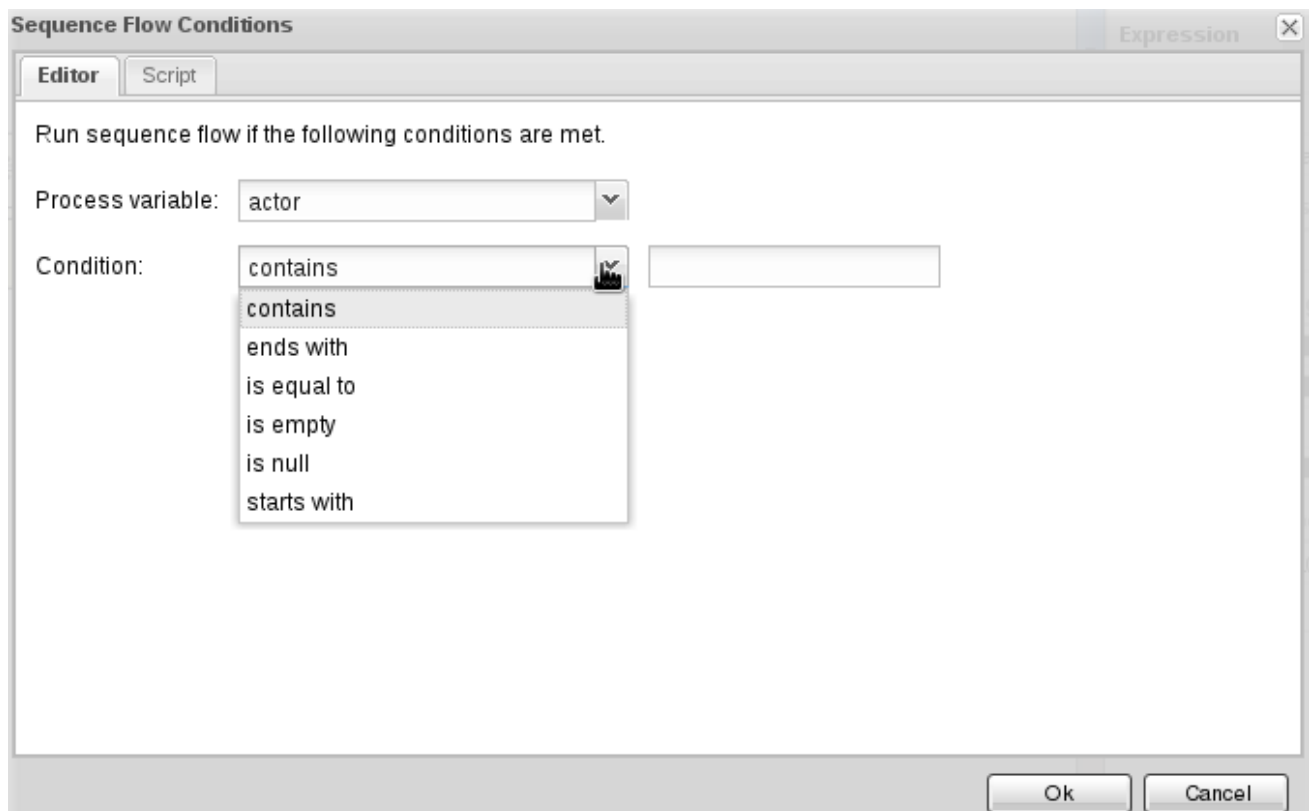 Sequence Flow Conditions
Expression
Editor Script
Run sequence flow if the following conditions are met.
Process variable: actor
Condition: contains
contains
ends with
is equal to
is empty
is null
starts with
Ok Cancel